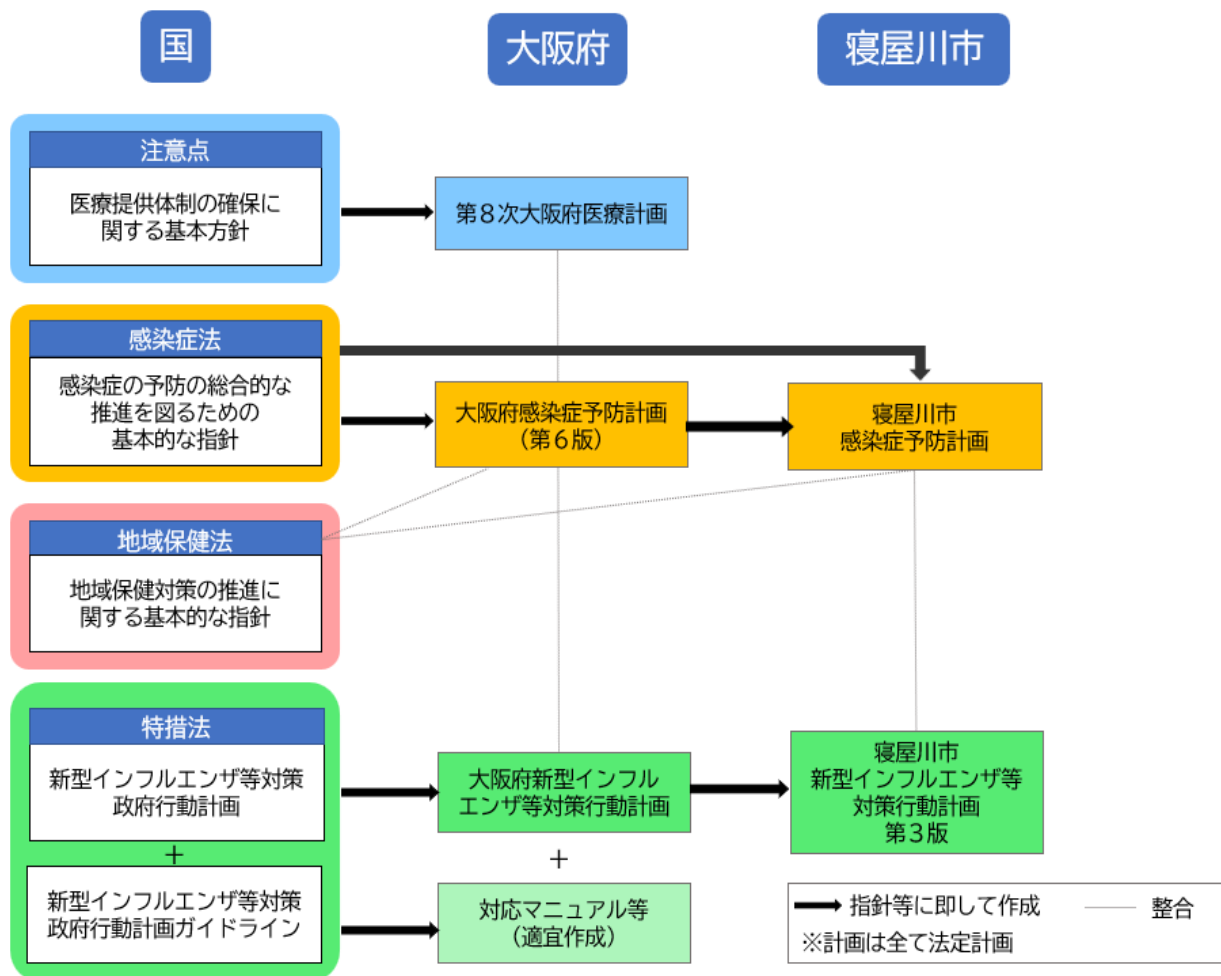 国
大阪府
寝屋川市
注意点
医療提供体制の確保に
関する基本方針
第8次大阪府医療計画
感染症法
感染症の予防の総合的な
推進を図るための
基本的な指針
大阪府感染症予防計画
(第6版)
寝屋川市
感染症予防計画
地域保健法
地域保健対策の推進に
関する基本的な指針
特措法
新型インフルエンザ等対策
政府行動計画
+
新型インフルエンザ等対策
政府行動計画ガイドライン
大阪府新型インフル
エンザ等対策行動計画
+
対応マニュアル等
(適宜作成)
寝屋川市
新型インフルエンザ等
対策行動計画
第3版
指針等に即して作成
整合
※計画は全て法定計画